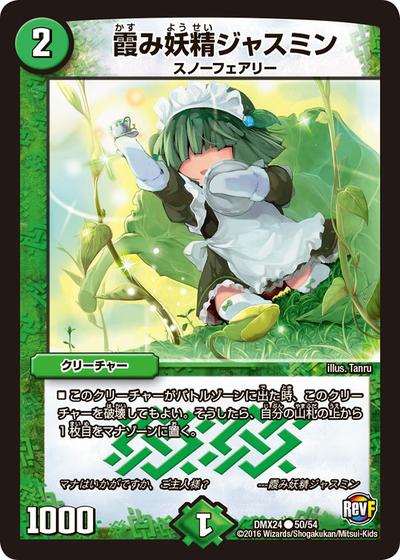 2
かす ようせい
霞み妖精ジャスミン
スノーフェアリー
illus. Tanru
クリーチャー
■ このクリーチャーがバトルゾーンに出た時、このクリー
チャーを破壊してもよい。そうしたら、自分の山札の上から
1枚目をマナゾーンに置く。
マナはいかがですか、ご主人様? ―霞み妖精ジャスミン
1000
1
DMX24 ● 50/54
©2016 Wizards/Shogakukan/Mitsui-Kids
RevF